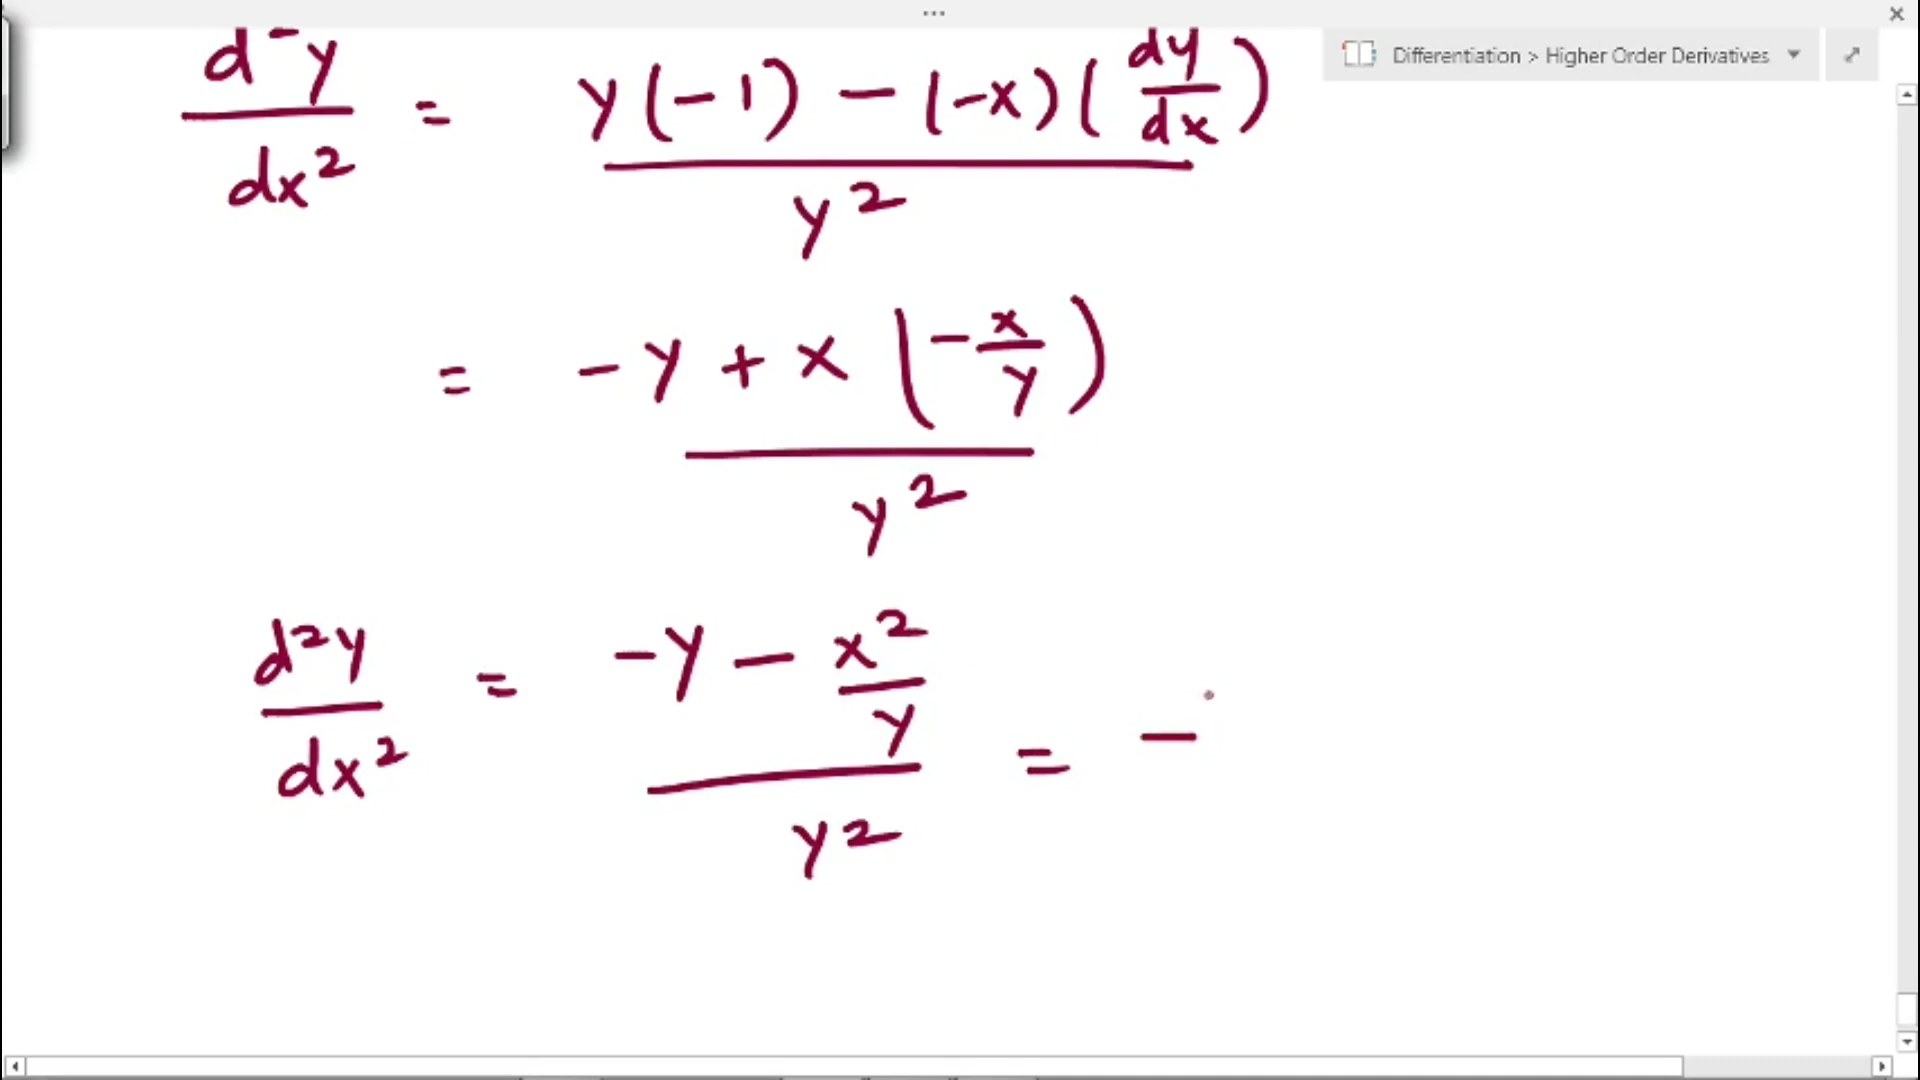 ...
Differentiation > Higher Order Derivatives
d²y/dx² = (y(-1) - (-x)(dy/dx))/y²
= (-y + x(-x/y))/y²
d²y/dx² = (-y - x²/y)/y² = -